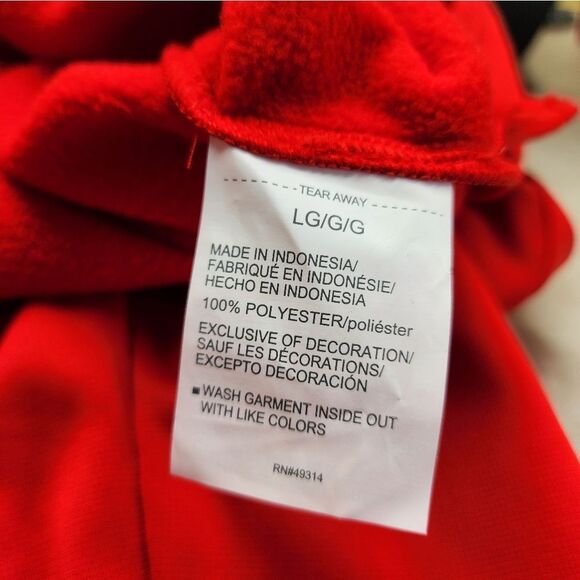 TEAR AWAY
LG/G/G
MADE IN INDONESIA/
FABRIQUÉ EN INDONÉSIE/
HECHO EN INDONESIA
100% POLYESTER/poliéster
EXCLUSIVE OF DECORATION/
SAUF LES DÉCORATIONS/
EXCEPTO DECORACIÓN
WASH GARMENT INSIDE OUT
WITH LIKE COLORS
RN#49314